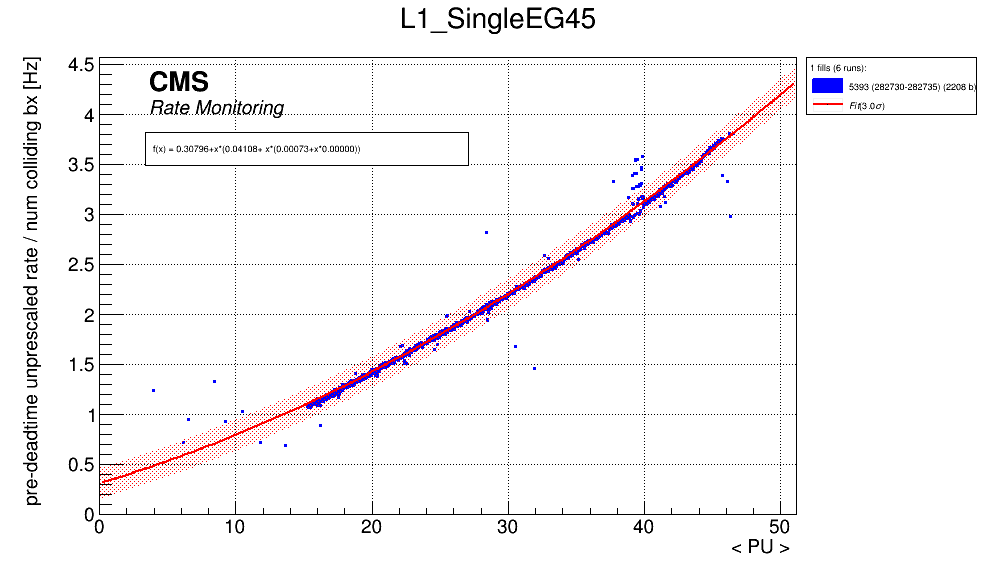 L1_SingleEG45
pre-deadtime unprescaled rate / num colliding bx [Hz]
4.5
4
3.5
3
2.5
2
1.5
1
0.5
0
CMS
Rate Monitoring
f(x) = 0.30796+x*(0.04108+ x*(0.00073+x*0.00000))
1 fills (6 runs):
5393 (282730-282735) (2208 b)
Fit(3.0σ)
0
10
20
30
40
50
< PU >